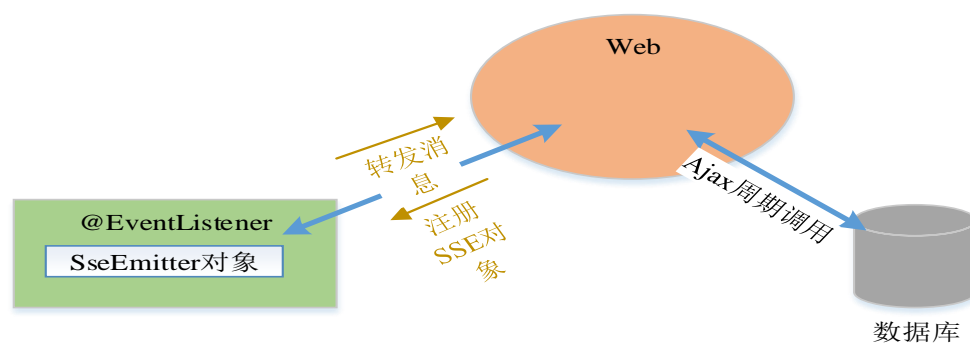 Web
转发消
息
Ajax周期调用
注册
SSE对
象
@EventListener
SseEmitter对象
数据库